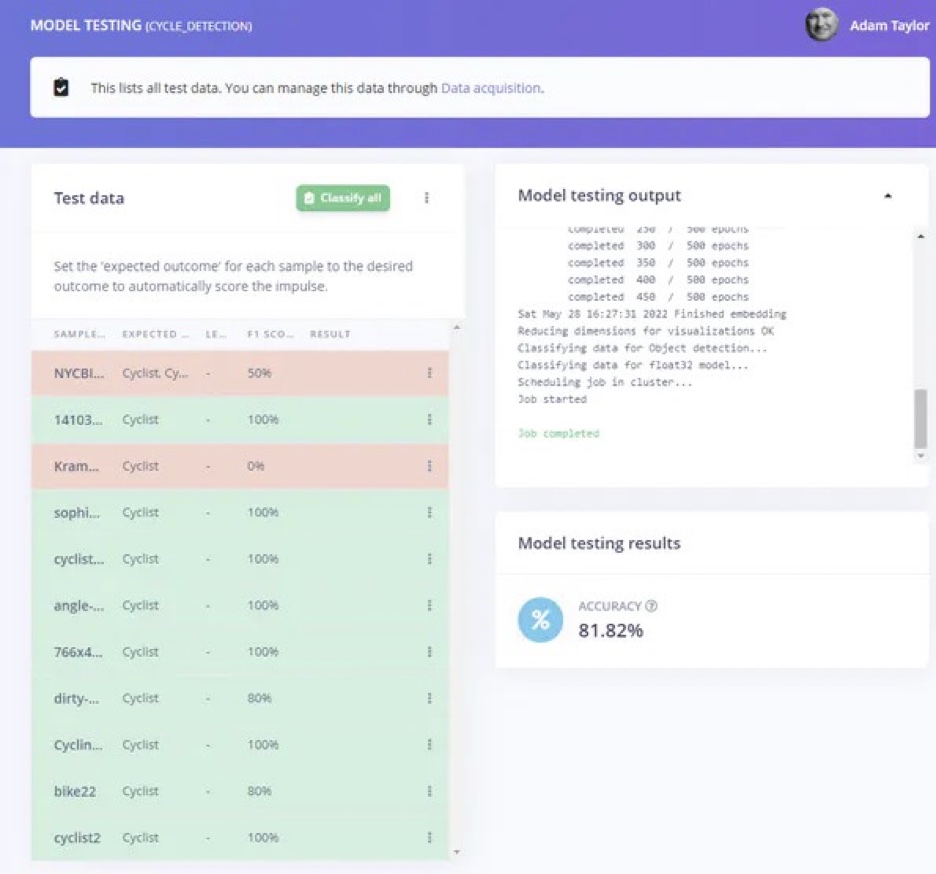 MODEL TESTING (CYCLE_DETECTION)
Adam Taylor
This lists all test data. You can manage this data through Data acquisition.
Test data
Classify all
Set the 'expected outcome' for each sample to the desired
outcome to automatically score the impulse.
SAMPLE... EXPECTED ... LE... F1 SCO... RESULT
NYCBI... Cyclist, Cy... - 50%
14103... Cyclist - 100%
Kram... Cyclist - 0%
sophi... Cyclist - 100%
cyclist... Cyclist - 100%
angle-... Cyclist - 100%
766x4... Cyclist - 100%
dirty-... Cyclist - 80%
Cyclin... Cyclist - 100%
bike22 Cyclist - 80%
cyclist2 Cyclist - 100%
Model testing output
completed 250 / 500 epochs
completed 300 / 500 epochs
completed 350 / 500 epochs
completed 400 / 500 epochs
completed 450 / 500 epochs
Sat May 28 16:27:31 2022 Finished embedding
Reducing dimensions for visualizations OK
Classifying data for Object detection...
Classifying data for float32 model...
Scheduling job in cluster...
Job started
Job completed
Model testing results
%
ACCURACY ?
81.82%